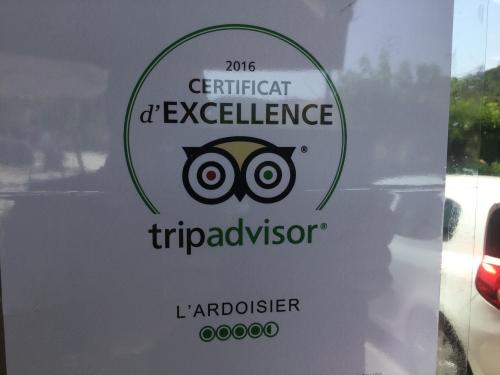 2016
CERTIFICAT
d'EXCELLENCE
tripadvisor®
L'ARDOISIER